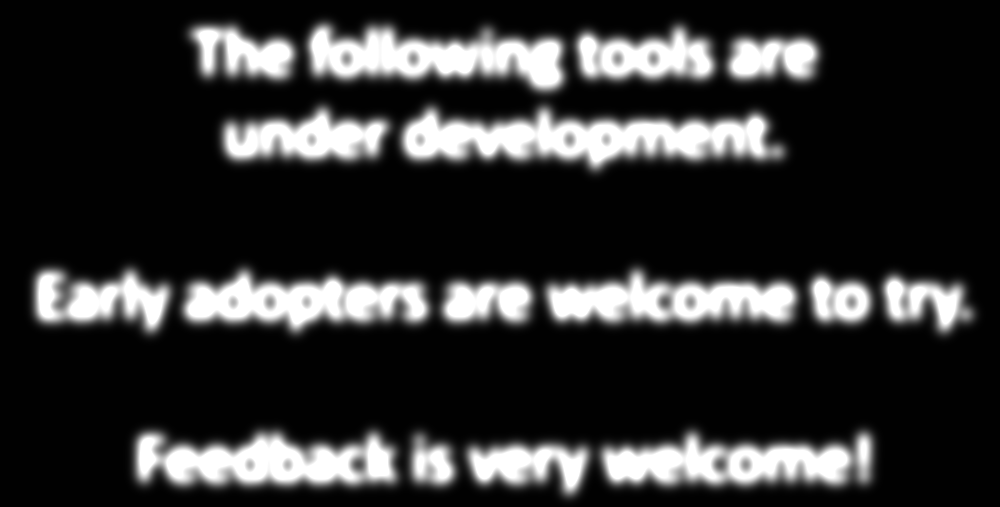 The following tools are
under development.
Early adopters are welcome to try.
Feedback is very welcome!